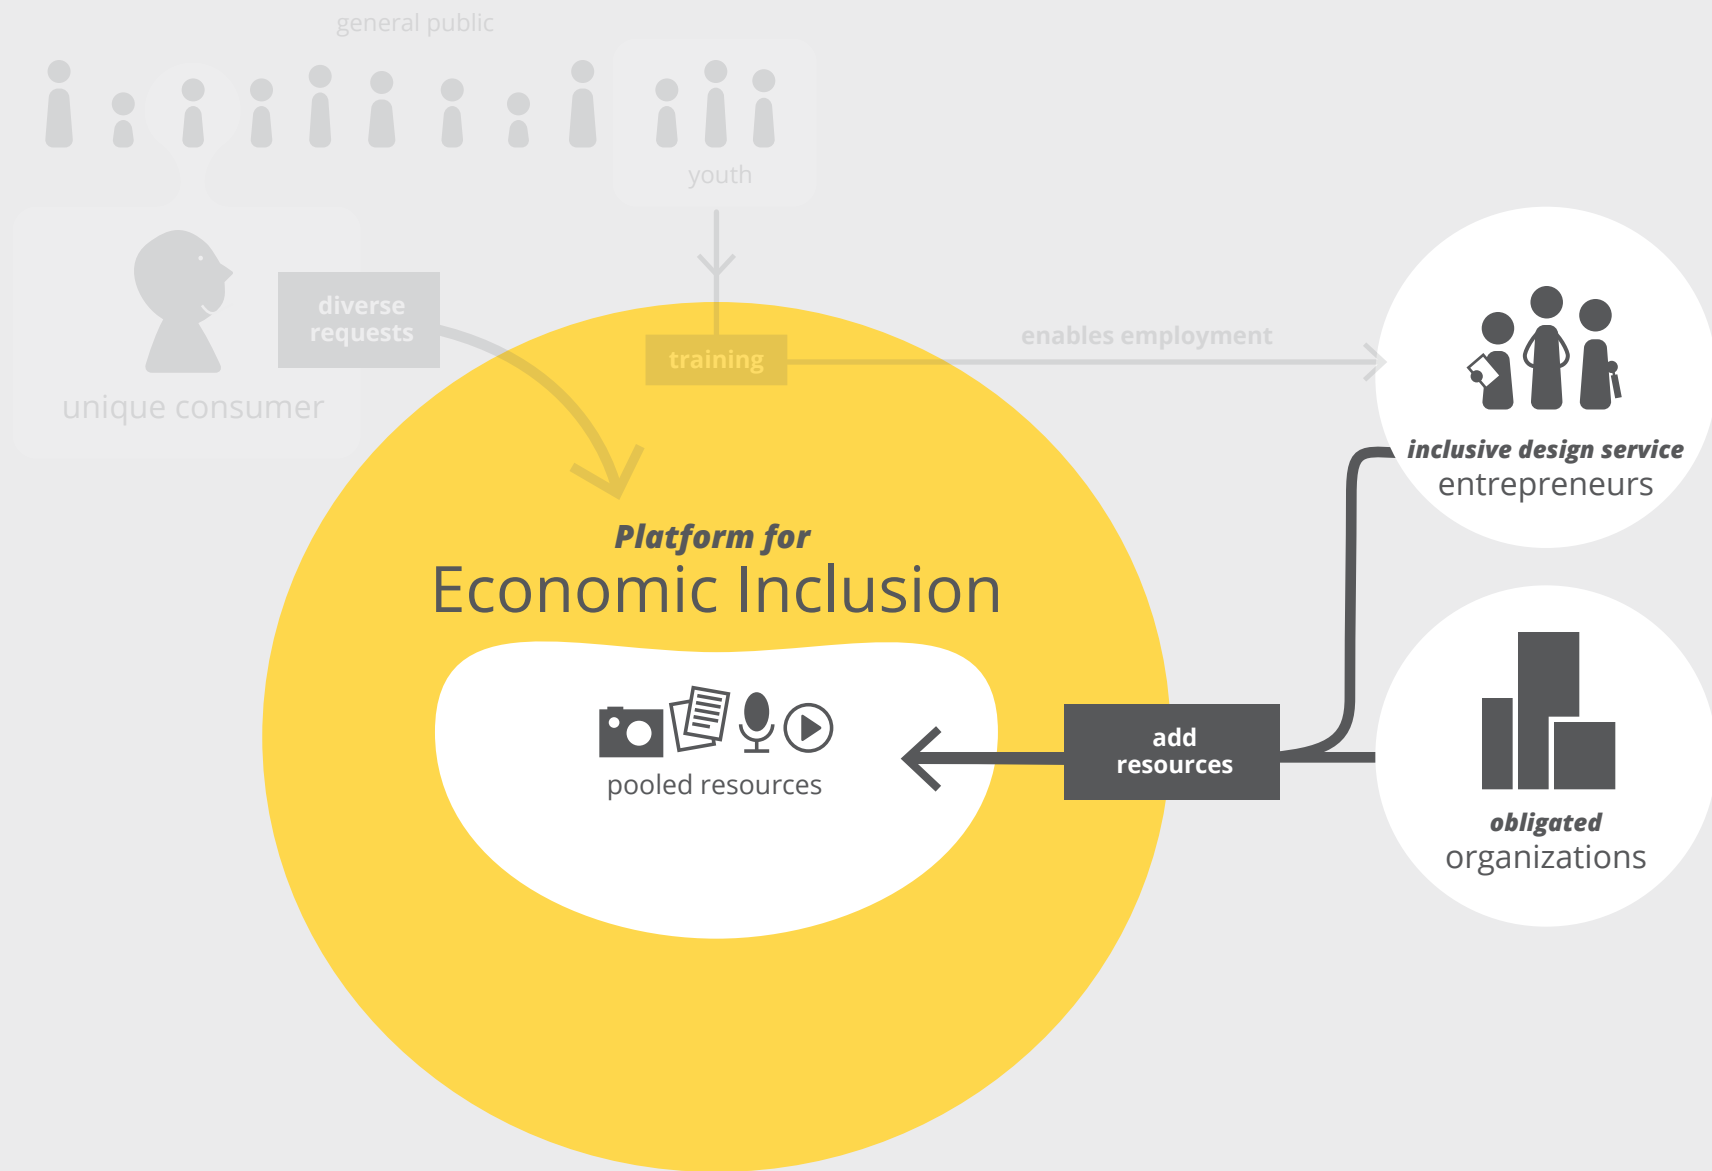 general public
youth
diverse
requests
unique consumer
training
enables employment
inclusive design service
entrepreneurs
Platform for
Economic Inclusion
pooled resources
add
resources
obligated
organizations